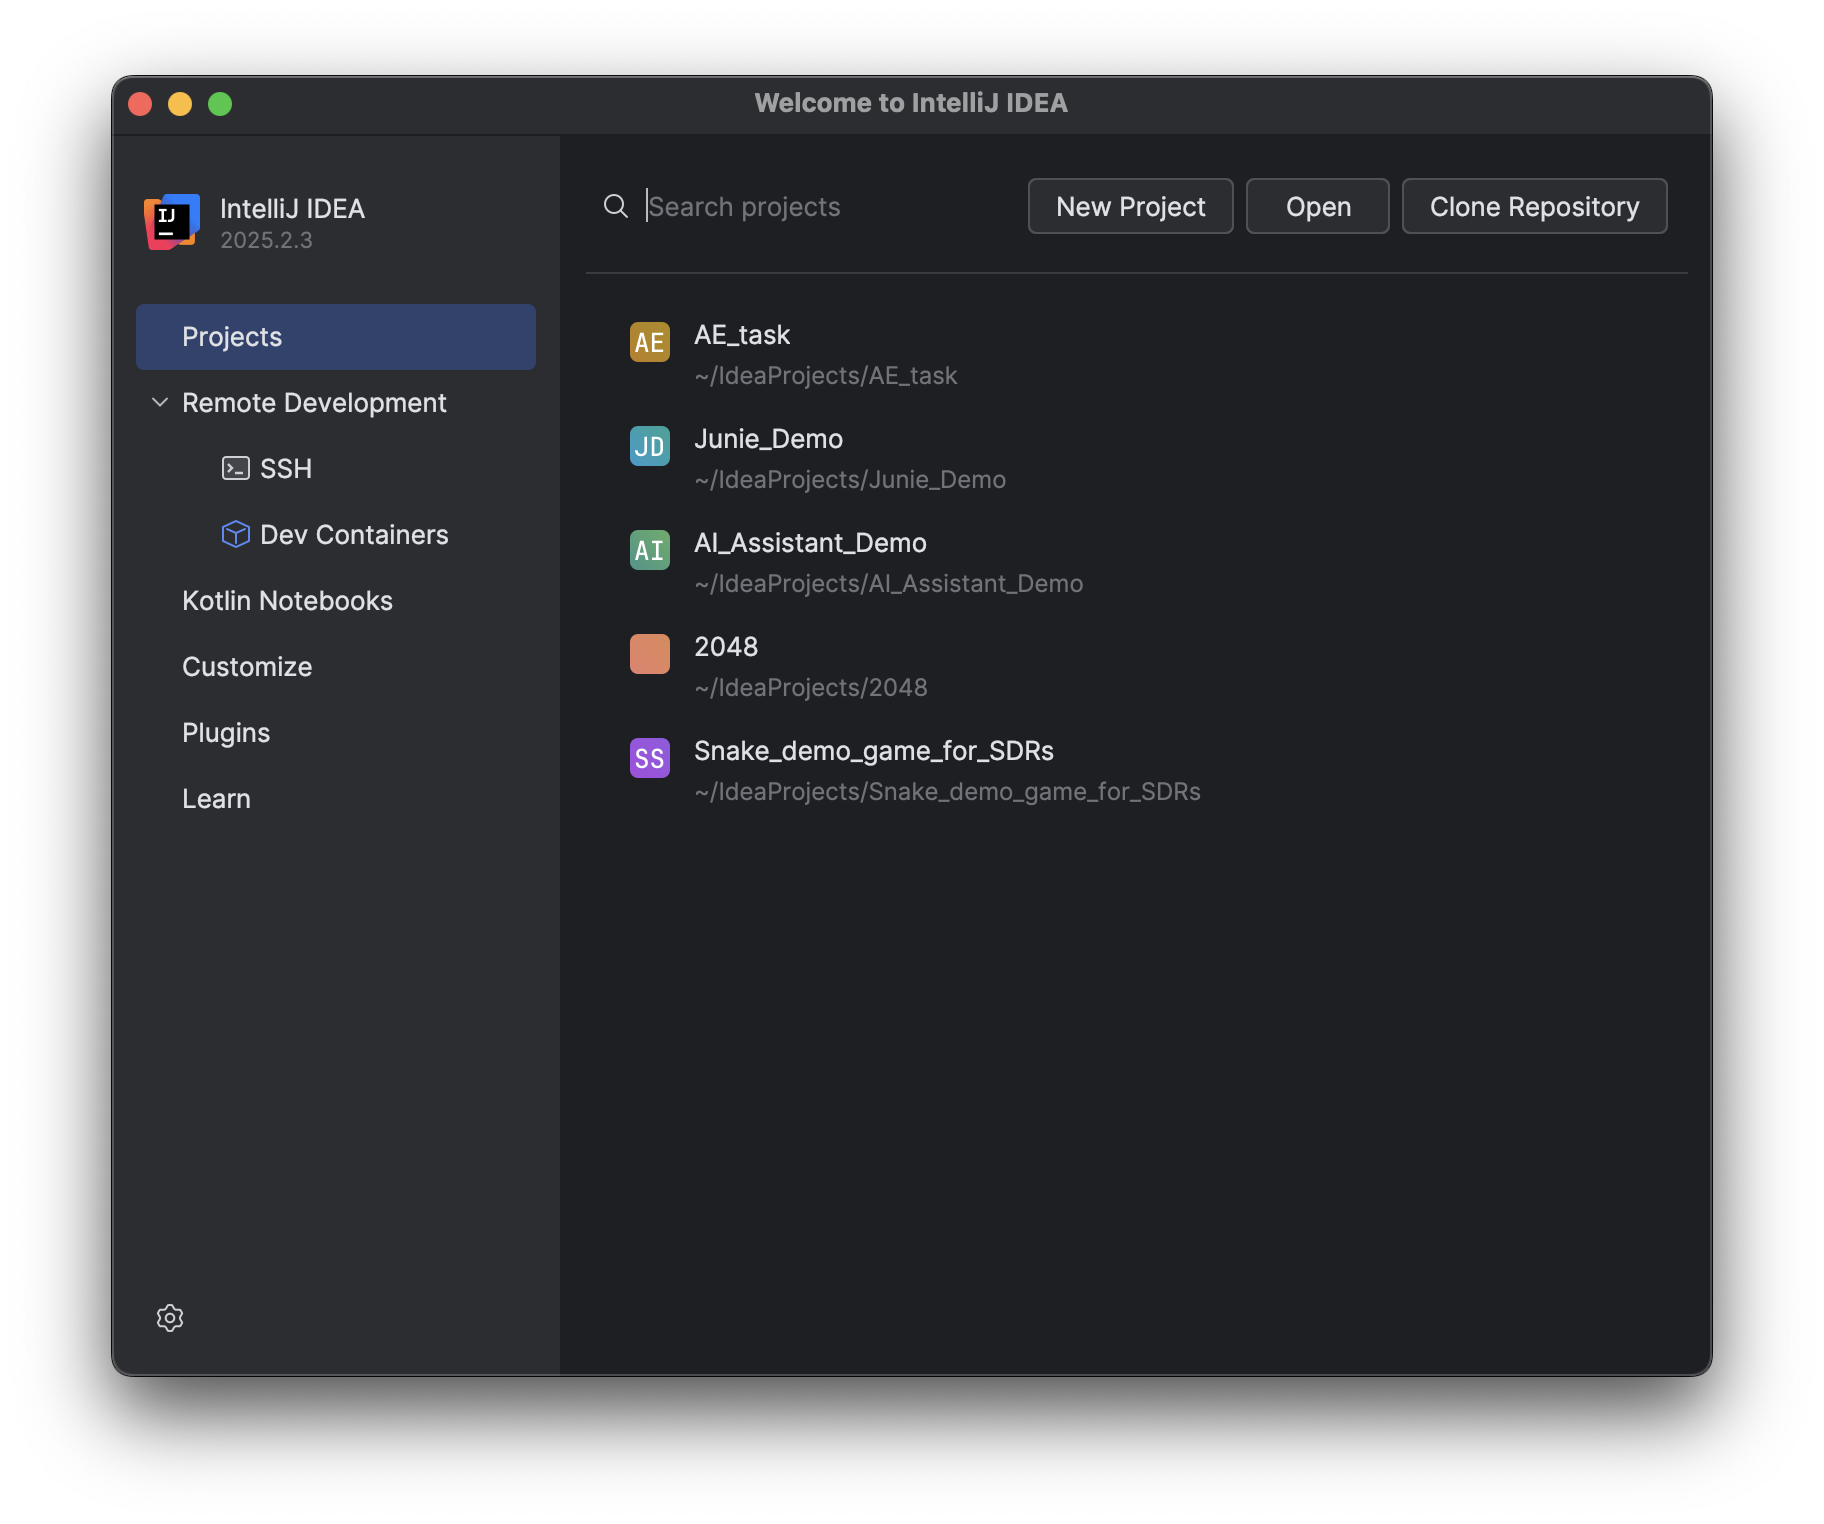 Welcome to IntelliJ IDEA
IJ
IntelliJ IDEA
2025.2.3
Projects
Remote Development
SSH
Dev Containers
Kotlin Notebooks
Customize
Plugins
Learn
Search projects
New Project
Open
Clone Repository
AE
AE_task
~/IdeaProjects/AE_task
JD
Junie_Demo
~/IdeaProjects/Junie_Demo
AI
AI_Assistant_Demo
~/IdeaProjects/AI_Assistant_Demo
2048
~/IdeaProjects/2048
SS
Snake_demo_game_for_SDRs
~/IdeaProjects/Snake_demo_game_for_SDRs